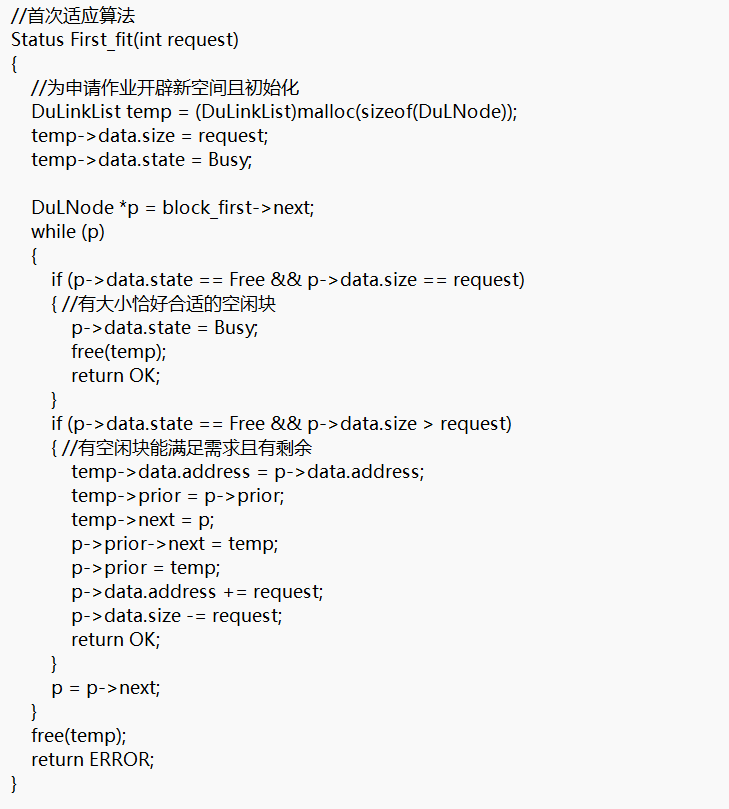 //首次适应算法
Status First_fit(int request)
{
    //为申请作业开辟新空间且初始化
    DuLinkList temp = (DuLinkList)malloc(sizeof(DuLNode));
    temp->data.size = request;
    temp->data.state = Busy;

    DuLNode *p = block_first->next;
    while (p)
    {
        if (p->data.state == Free && p->data.size == request)
        { //有大小恰好合适的空闲块
            p->data.state = Busy;
            free(temp);
            return OK;
        }
        if (p->data.state == Free && p->data.size > request)
        { //有空闲块能满足需求且有剩余
            temp->data.address = p->data.address;
            temp->prior = p->prior;
            temp->next = p;
            p->prior->next = temp;
            p->prior = temp;
            p->data.address += request;
            p->data.size -= request;
            return OK;
        }
        p = p->next;
    }
    free(temp);
    return ERROR;
}